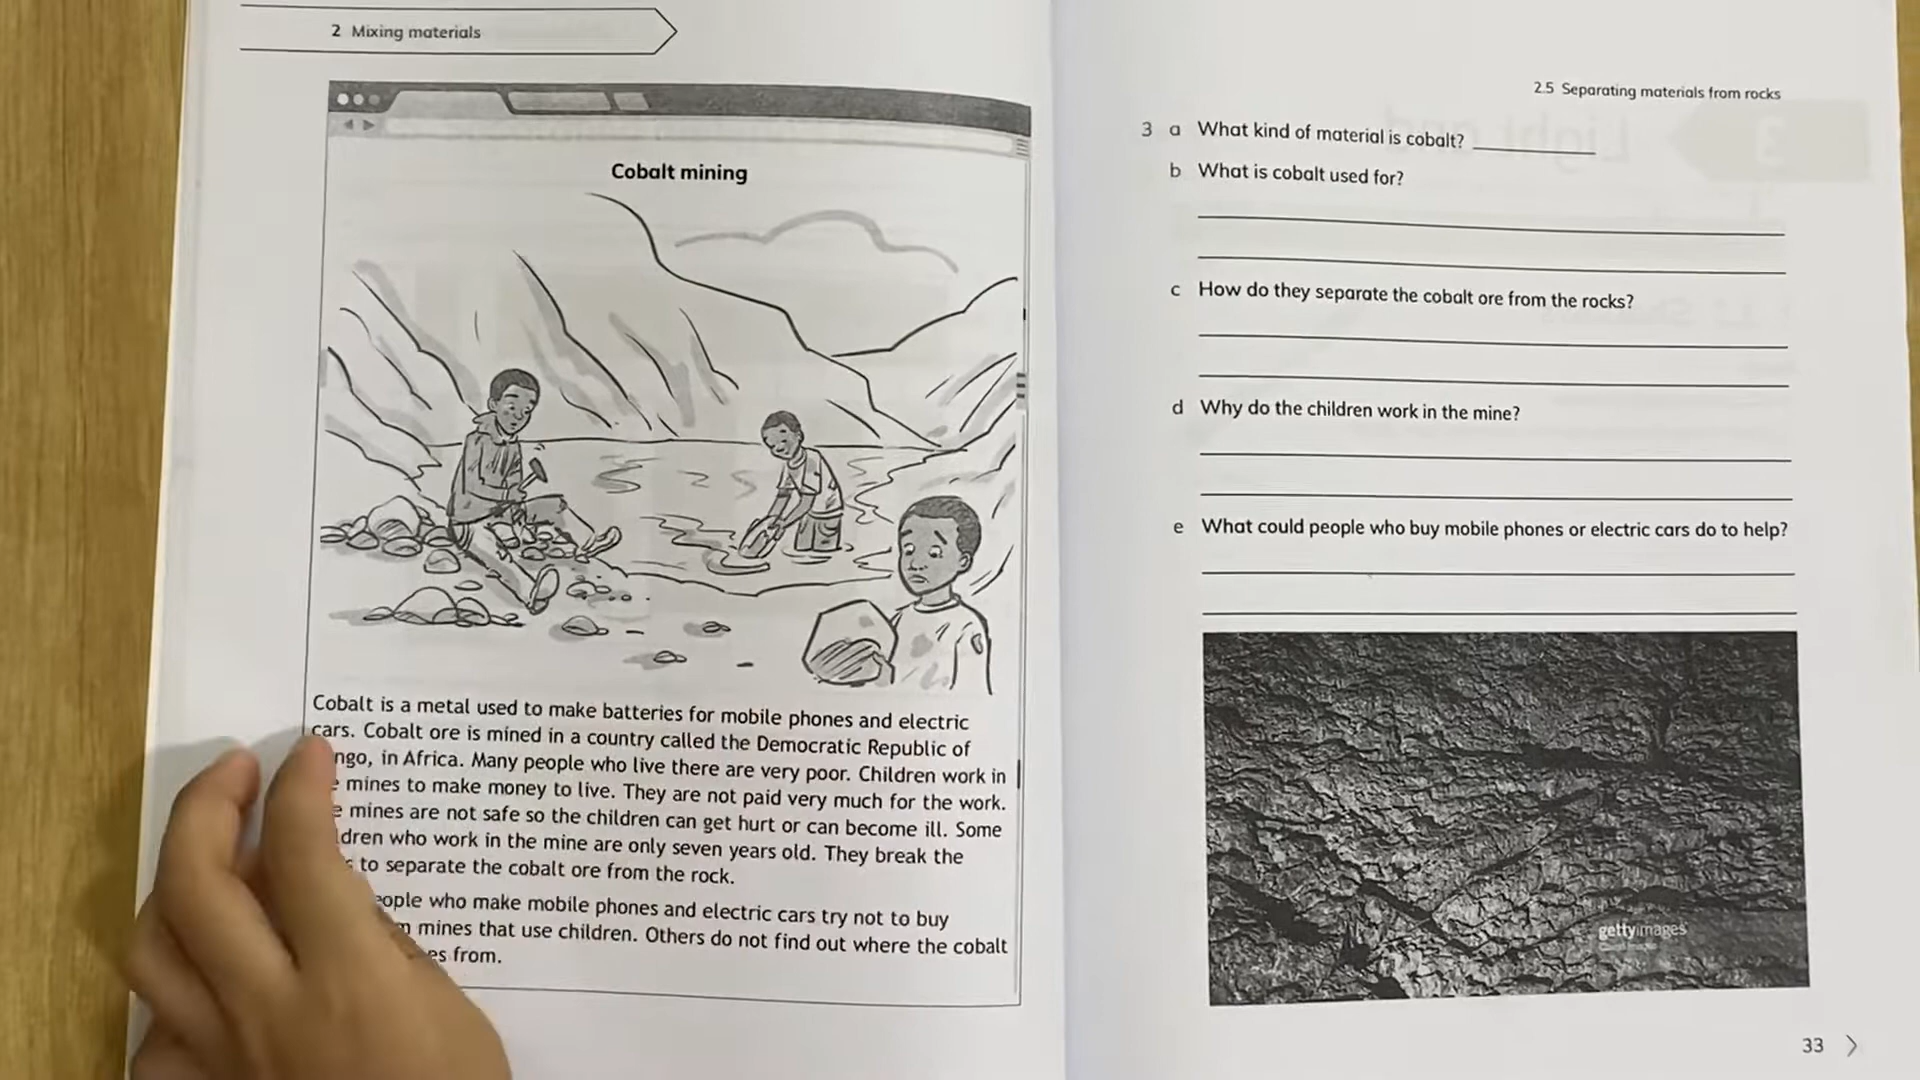 2 Mixing materials
Cobalt mining
Cobalt is a metal used to make batteries for mobile phones and electric
cars. Cobalt ore is mined in a country called the Democratic Republic of
ngo, in Africa. Many people who live there are very poor. Children work in
mines to make money to live. They are not paid very much for the work.
mines are not safe so the children can get hurt or can become ill. Some
ldren who work in the mine are only seven years old. They break the
to separate the cobalt ore from the rock.
eople who make mobile phones and electric cars try not to buy
mines that use children. Others do not find out where the cobalt
es from.
2.5 Separating materials from rocks
3 a What kind of material is cobalt?
b What is cobalt used for?
c How do they separate the cobalt ore from the rocks?
d Why do the children work in the mine?
e What could people who buy mobile phones or electric cars do to help?
gettyimages
33